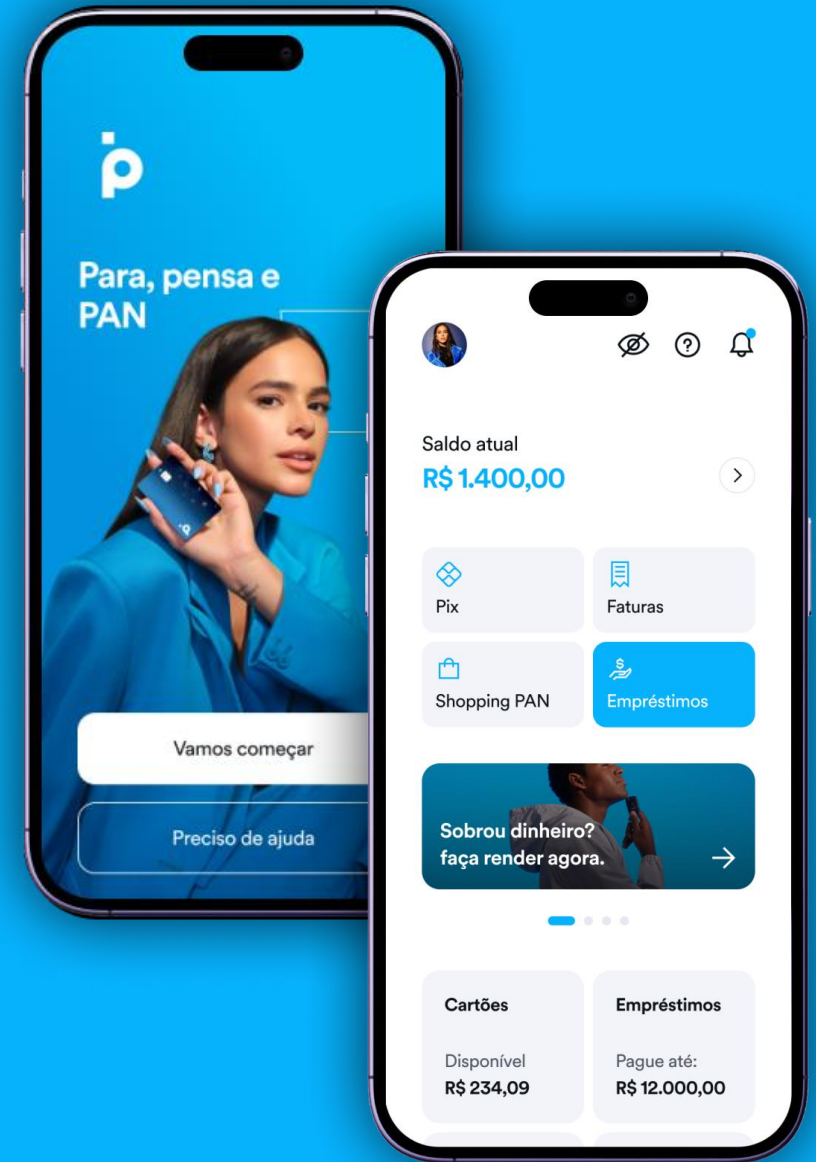 Para, pensa e
PAN
Vamos começar
Preciso de ajuda
Saldo atual
R$ 1.400,00
Pix
Faturas
Shopping PAN
Empréstimos
Sobrou dinheiro?
faça render agora.
Cartões
Disponível
R$ 234,09
Empréstimos
Pague até:
R$ 12.000,00